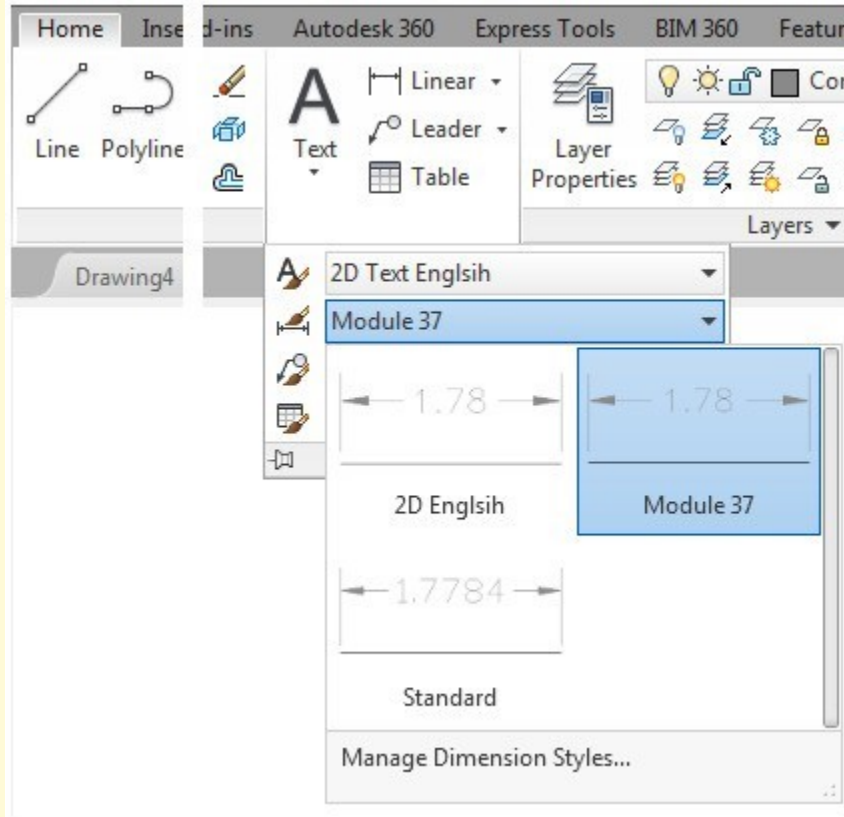 Home Inse d-ins Autodesk 360 Express Tools BIM 360 Featur
Linear
Con
Leader
Line Polyline Text Layer
Table Properties
Layers
Drawing4
2D Text Englsih
Module 37
1.78 1.78
2D Englsih Module 37
1.7784
Standard
Manage Dimension Styles...